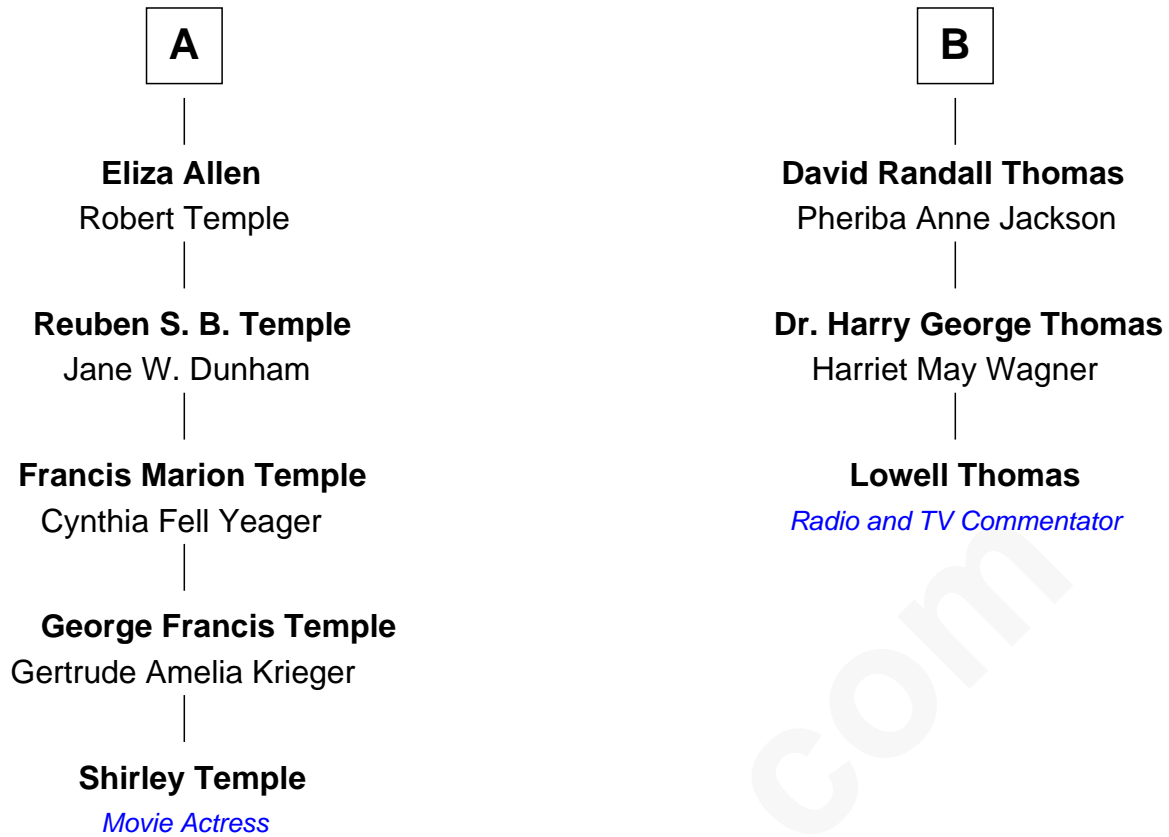 A
Eliza Allen
Robert Temple
Reuben S. B. Temple
Jane W. Dunham
Francis Marion Temple
Cynthia Fell Yeager
George Francis Temple
Gertrude Amelia Krieger
Shirley Temple
Movie Actress
B
David Randall Thomas
Pheriba Anne Jackson
Dr. Harry George Thomas
Harriet May Wagner
Lowell Thomas
Radio and TV Commentator
com